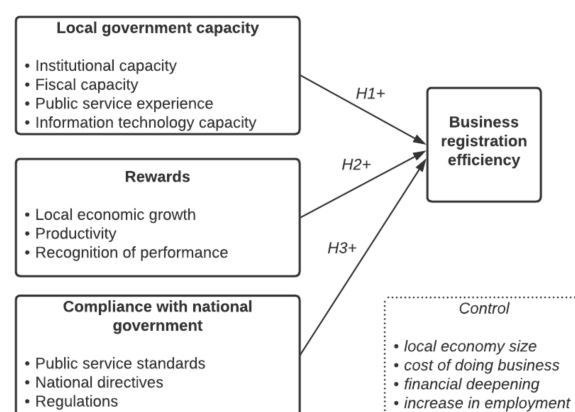 Local government capacity
• Institutional capacity
• Fiscal capacity
• Public service experience
• Information technology capacity
H1+
Business
registration
efficiency
Rewards
• Local economic growth
• Productivity
• Recognition of performance
H2+
H3+
Compliance with national
government
• Public service standards
• National directives
• Regulations
Control
• local economy size
• cost of doing business
• financial deepening
• increase in employment